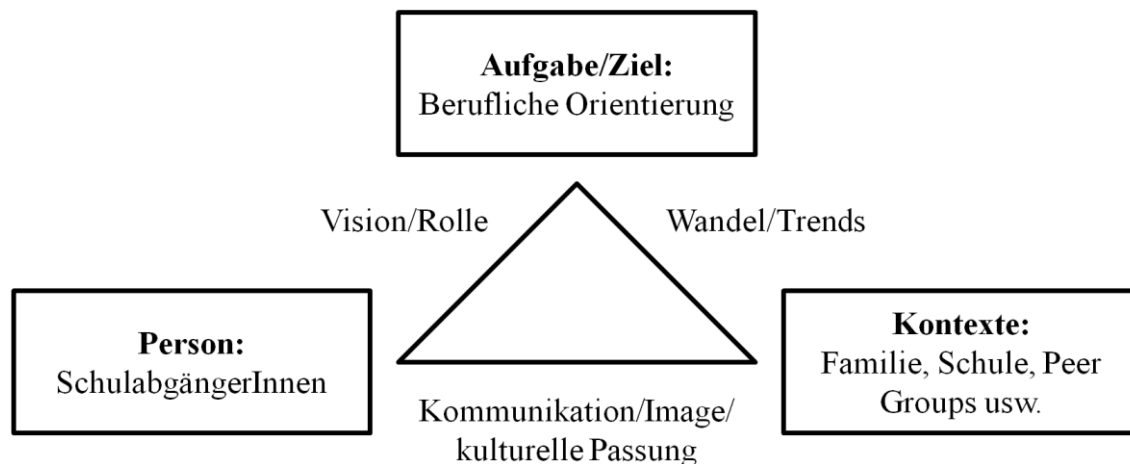 Aufgabe/Ziel:
Berufliche Orientierung
Vision/Rolle
Wandel/Trends
Person:
SchulabgängerInnen
Kontexte:
Familie, Schule, Peer
Groups usw.
Kommunikation/Image/
kulturelle Passung